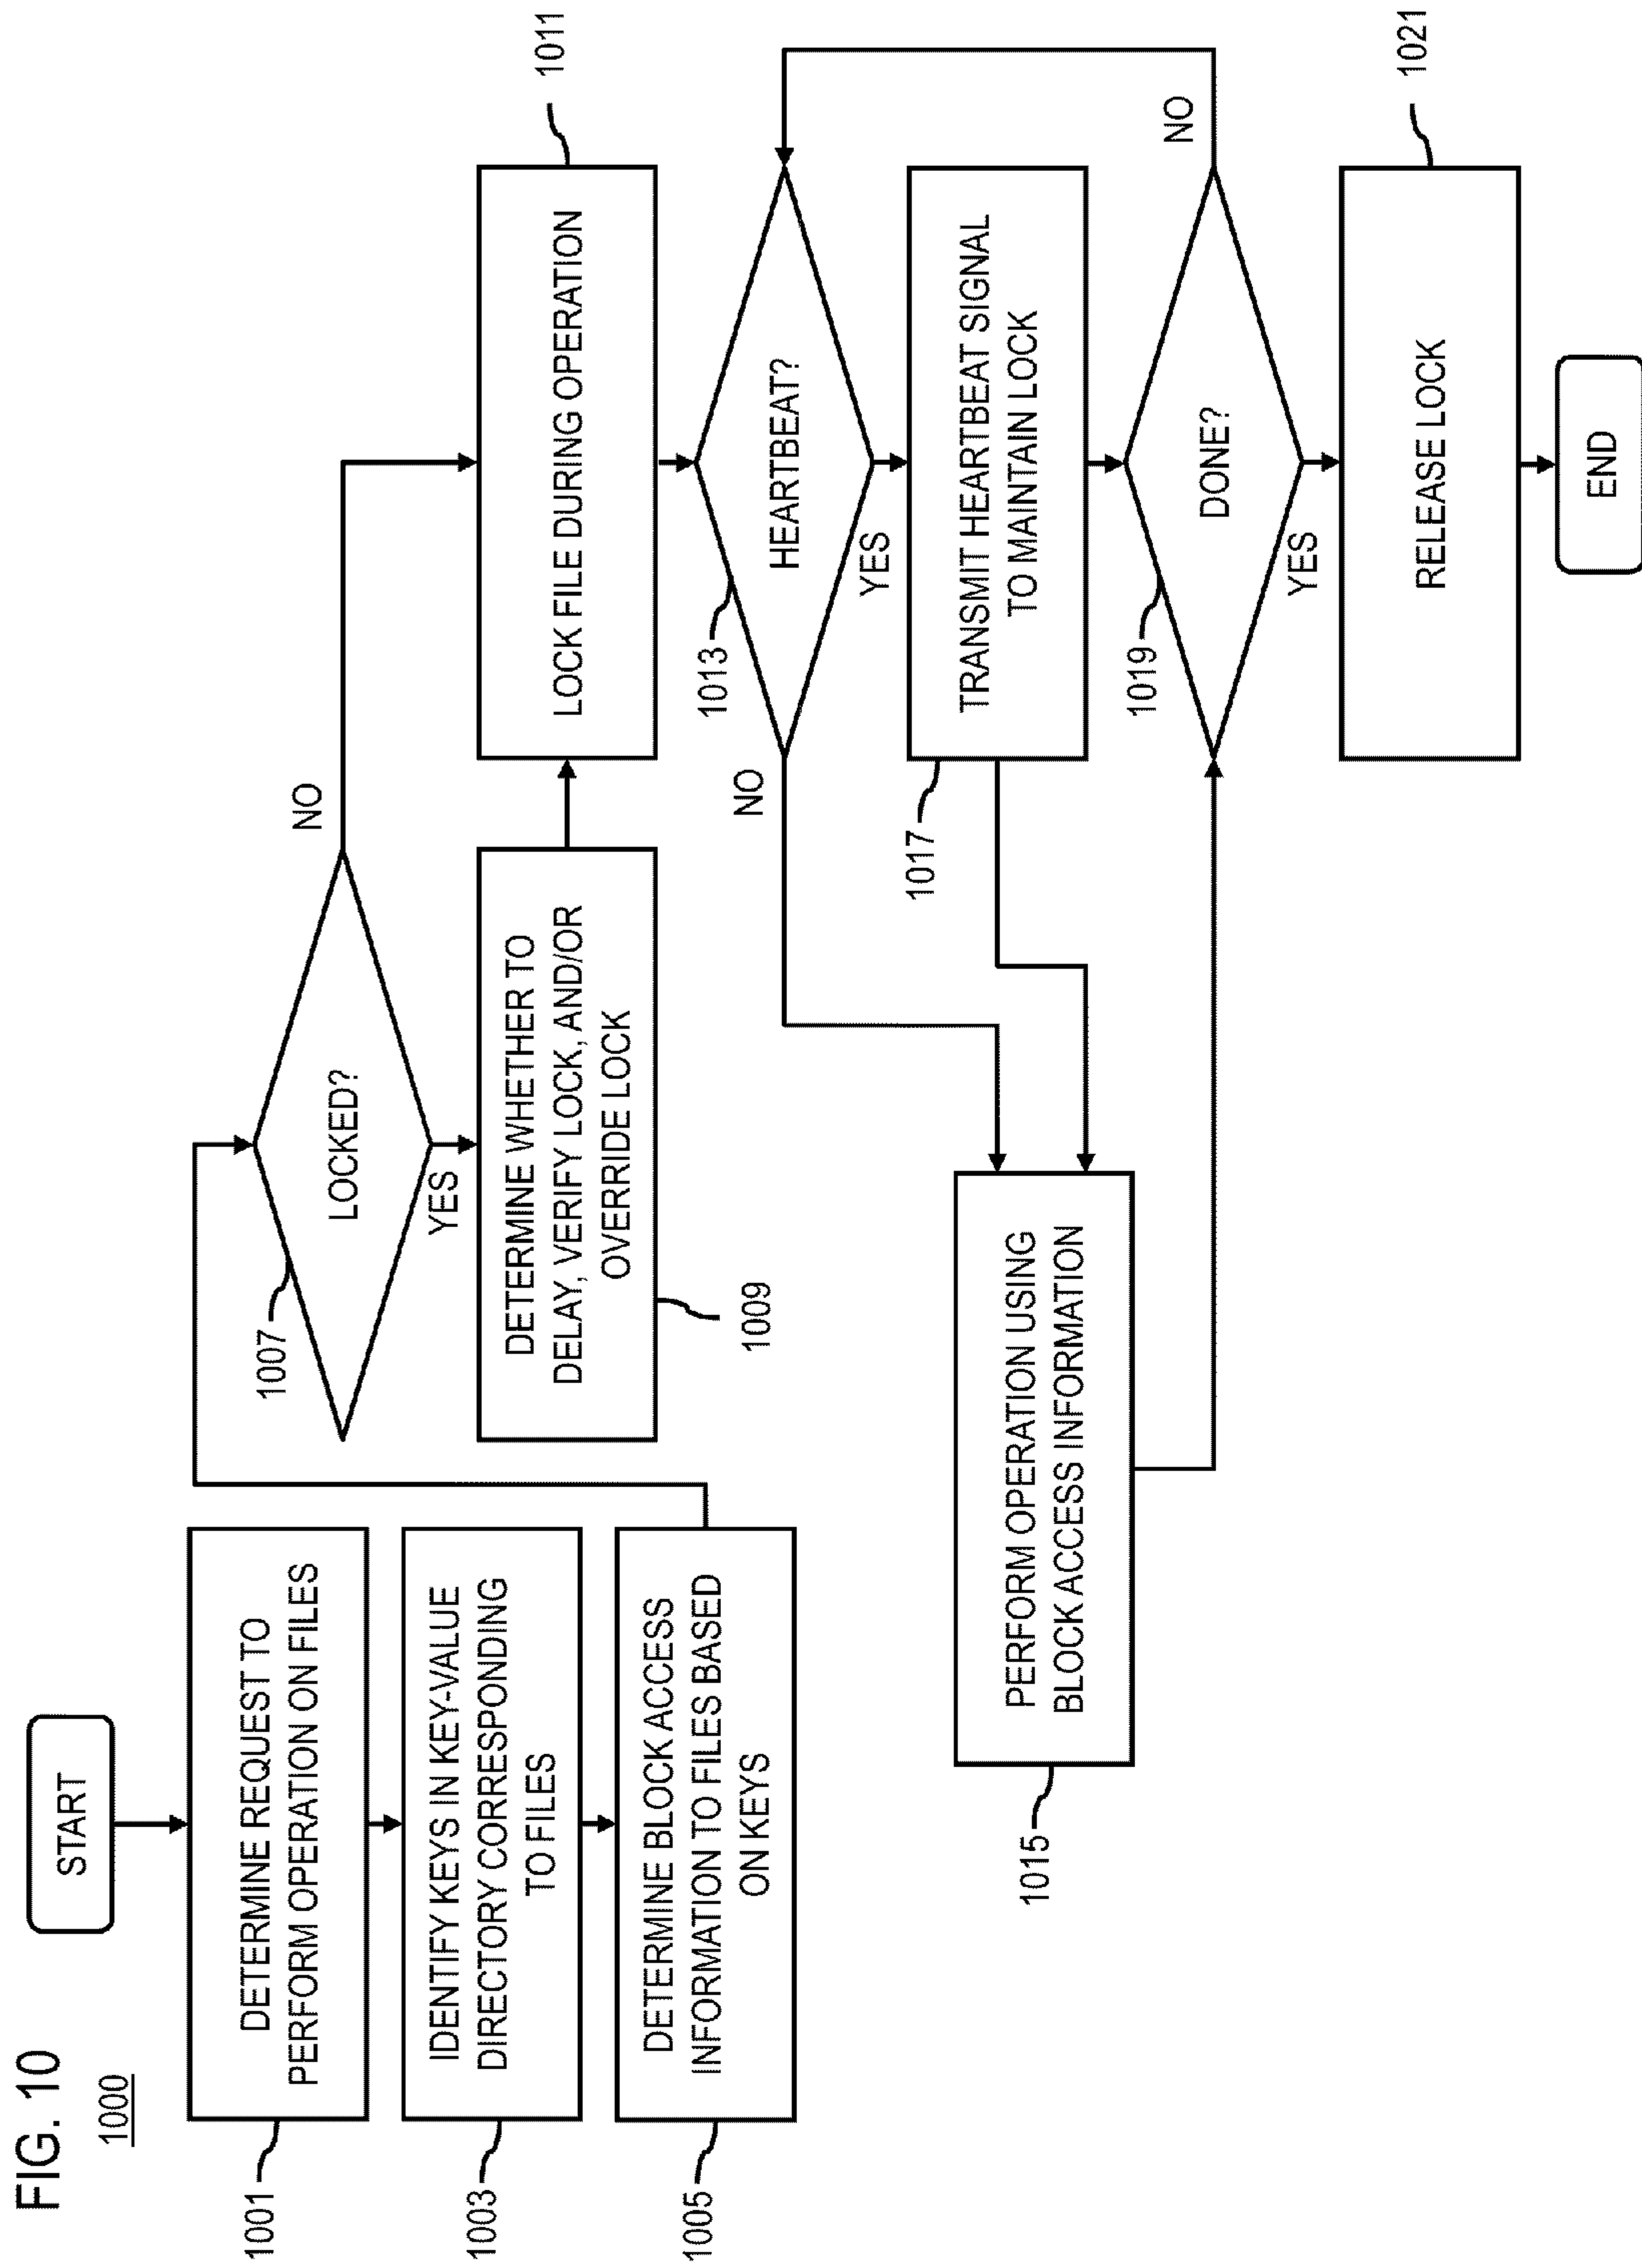 FIG. 10
1000
START
1001
DETERMINE REQUEST TO
PERFORM OPERATION ON FILES
1003
IDENTIFY KEYS IN KEY-VALUE
DIRECTORY CORRESPONDING
TO FILES
1005
DETERMINE BLOCK ACCESS
INFORMATION TO FILES BASED
ON KEYS
1007
LOCKED?
NO
YES
DETERMINE WHETHER TO
DELAY, VERIFY LOCK, AND/OR
OVERRIDE LOCK
1009
LOCK FILE DURING OPERATION
1011
1013
HEARTBEAT?
NO
YES
1015
PERFORM OPERATION USING
BLOCK ACCESS INFORMATION
1017
TRANSMIT HEARTBEAT SIGNAL
TO MAINTAIN LOCK
1019
DONE?
NO
YES
RELEASE LOCK
1021
END